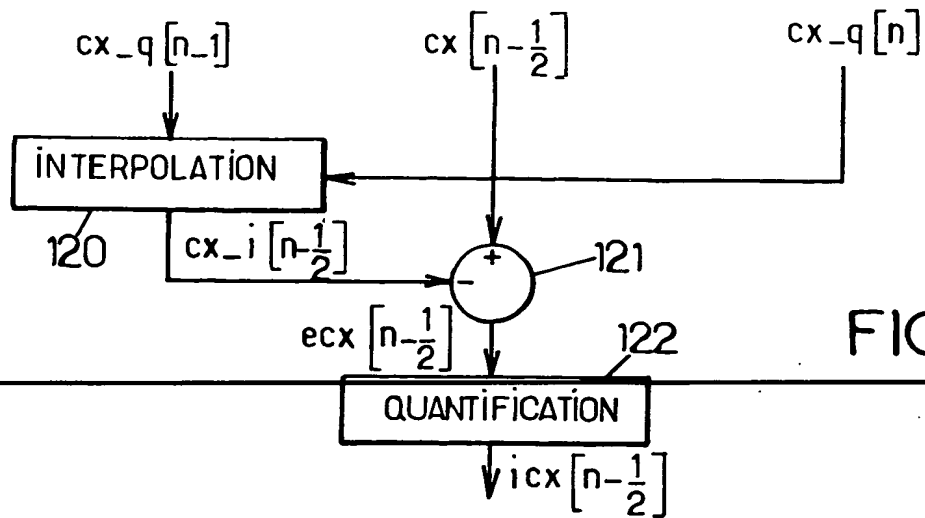 cx_q[n_1]
cx[n-1/2]
cx_q[n]
iNTERPOLATiON
120
cx_i[n-1/2]
+
-
121
ecx[n-1/2]
122
FIG
QUANTiFiCATiON
icx[n-1/2]